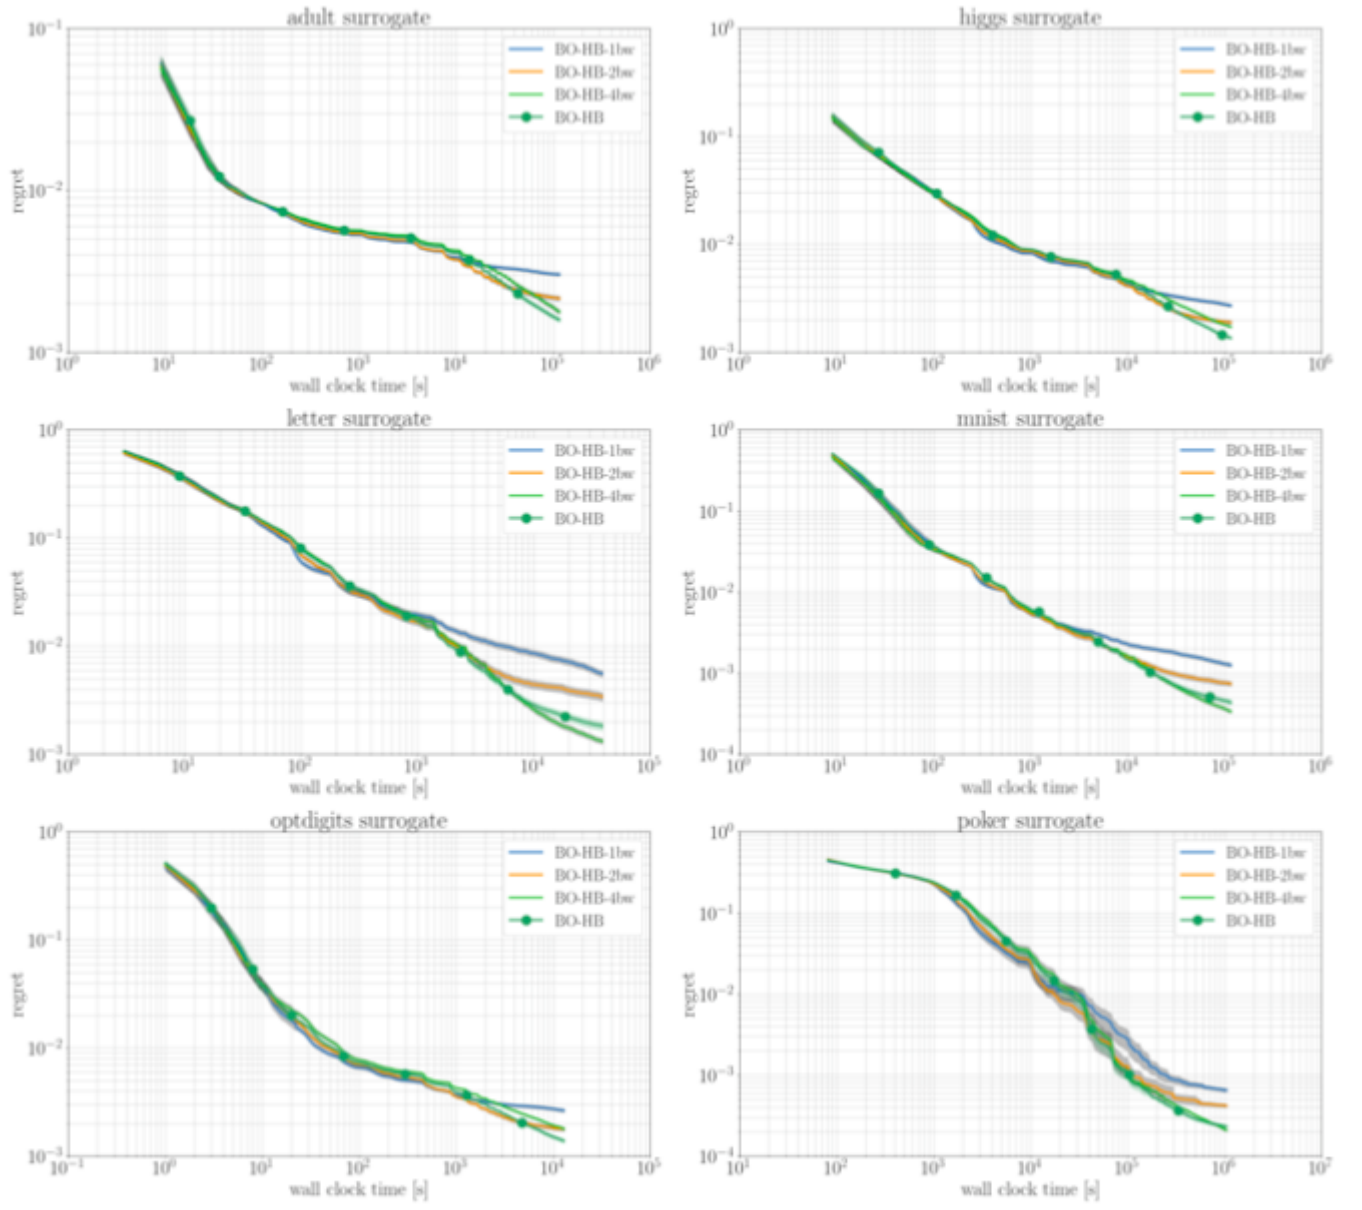 adult surrogate
10^-1
10^-2
10^-3
regret
10^0 10^1 10^2 10^3 10^4 10^5 10^6
wall clock time [s]
BO-HB-1bw
BO-HB-2bw
BO-HB-4bw
BO-HB
higgs surrogate
10^0
10^-1
10^-2
10^-3
regret
10^0 10^1 10^2 10^3 10^4 10^5 10^6
wall clock time [s]
BO-HB-1bw
BO-HB-2bw
BO-HB-4bw
BO-HB
letter surrogate
10^0
10^-1
10^-2
10^-3
regret
10^0 10^1 10^2 10^3 10^4 10^5
wall clock time [s]
BO-HB-1bw
BO-HB-2bw
BO-HB-4bw
BO-HB
mnist surrogate
10^0
10^-1
10^-2
10^-3
10^-4
regret
10^0 10^1 10^2 10^3 10^4 10^5 10^6
wall clock time [s]
BO-HB-1bw
BO-HB-2bw
BO-HB-4bw
BO-HB
optdigits surrogate
10^0
10^-1
10^-2
10^-3
regret
10^-1 10^0 10^1 10^2 10^3 10^4 10^5
wall clock time [s]
BO-HB-1bw
BO-HB-2bw
BO-HB-4bw
BO-HB
poker surrogate
10^0
10^-1
10^-2
10^-3
10^-4
regret
10^1 10^2 10^3 10^4 10^5 10^6 10^7
wall clock time [s]
BO-HB-1bw
BO-HB-2bw
BO-HB-4bw
BO-HB